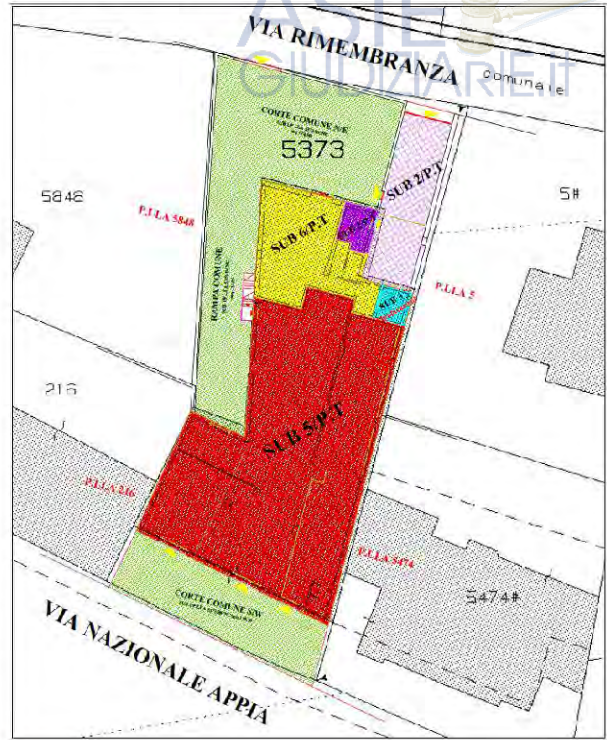 ASTE
GIUDIZIARIE.it
VIA RIMEMBRANZA
comunale
CORTE COMUNE N/E
5373
SUB 2/P.T
5848
5#
P.LLA 5848
SUB 6/P.T
RAMPA COMUNE
P.LLA 5
216
SUB 5/P.T
P.LLA 216
P.LLA 5474
5474#
CORTE COMUNE S/W
VIA NAZIONALE APPIA